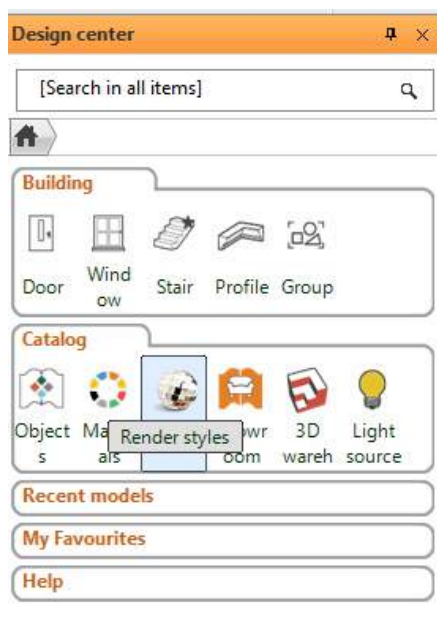 Design center
[Search in all items]
Building
Door
Wind
ow
Stair
Profile
Group
Catalog
Object
s
Ma
als
Render styles
owr
oom
3D
wareh
Light
source
Recent models
My Favourites
Help